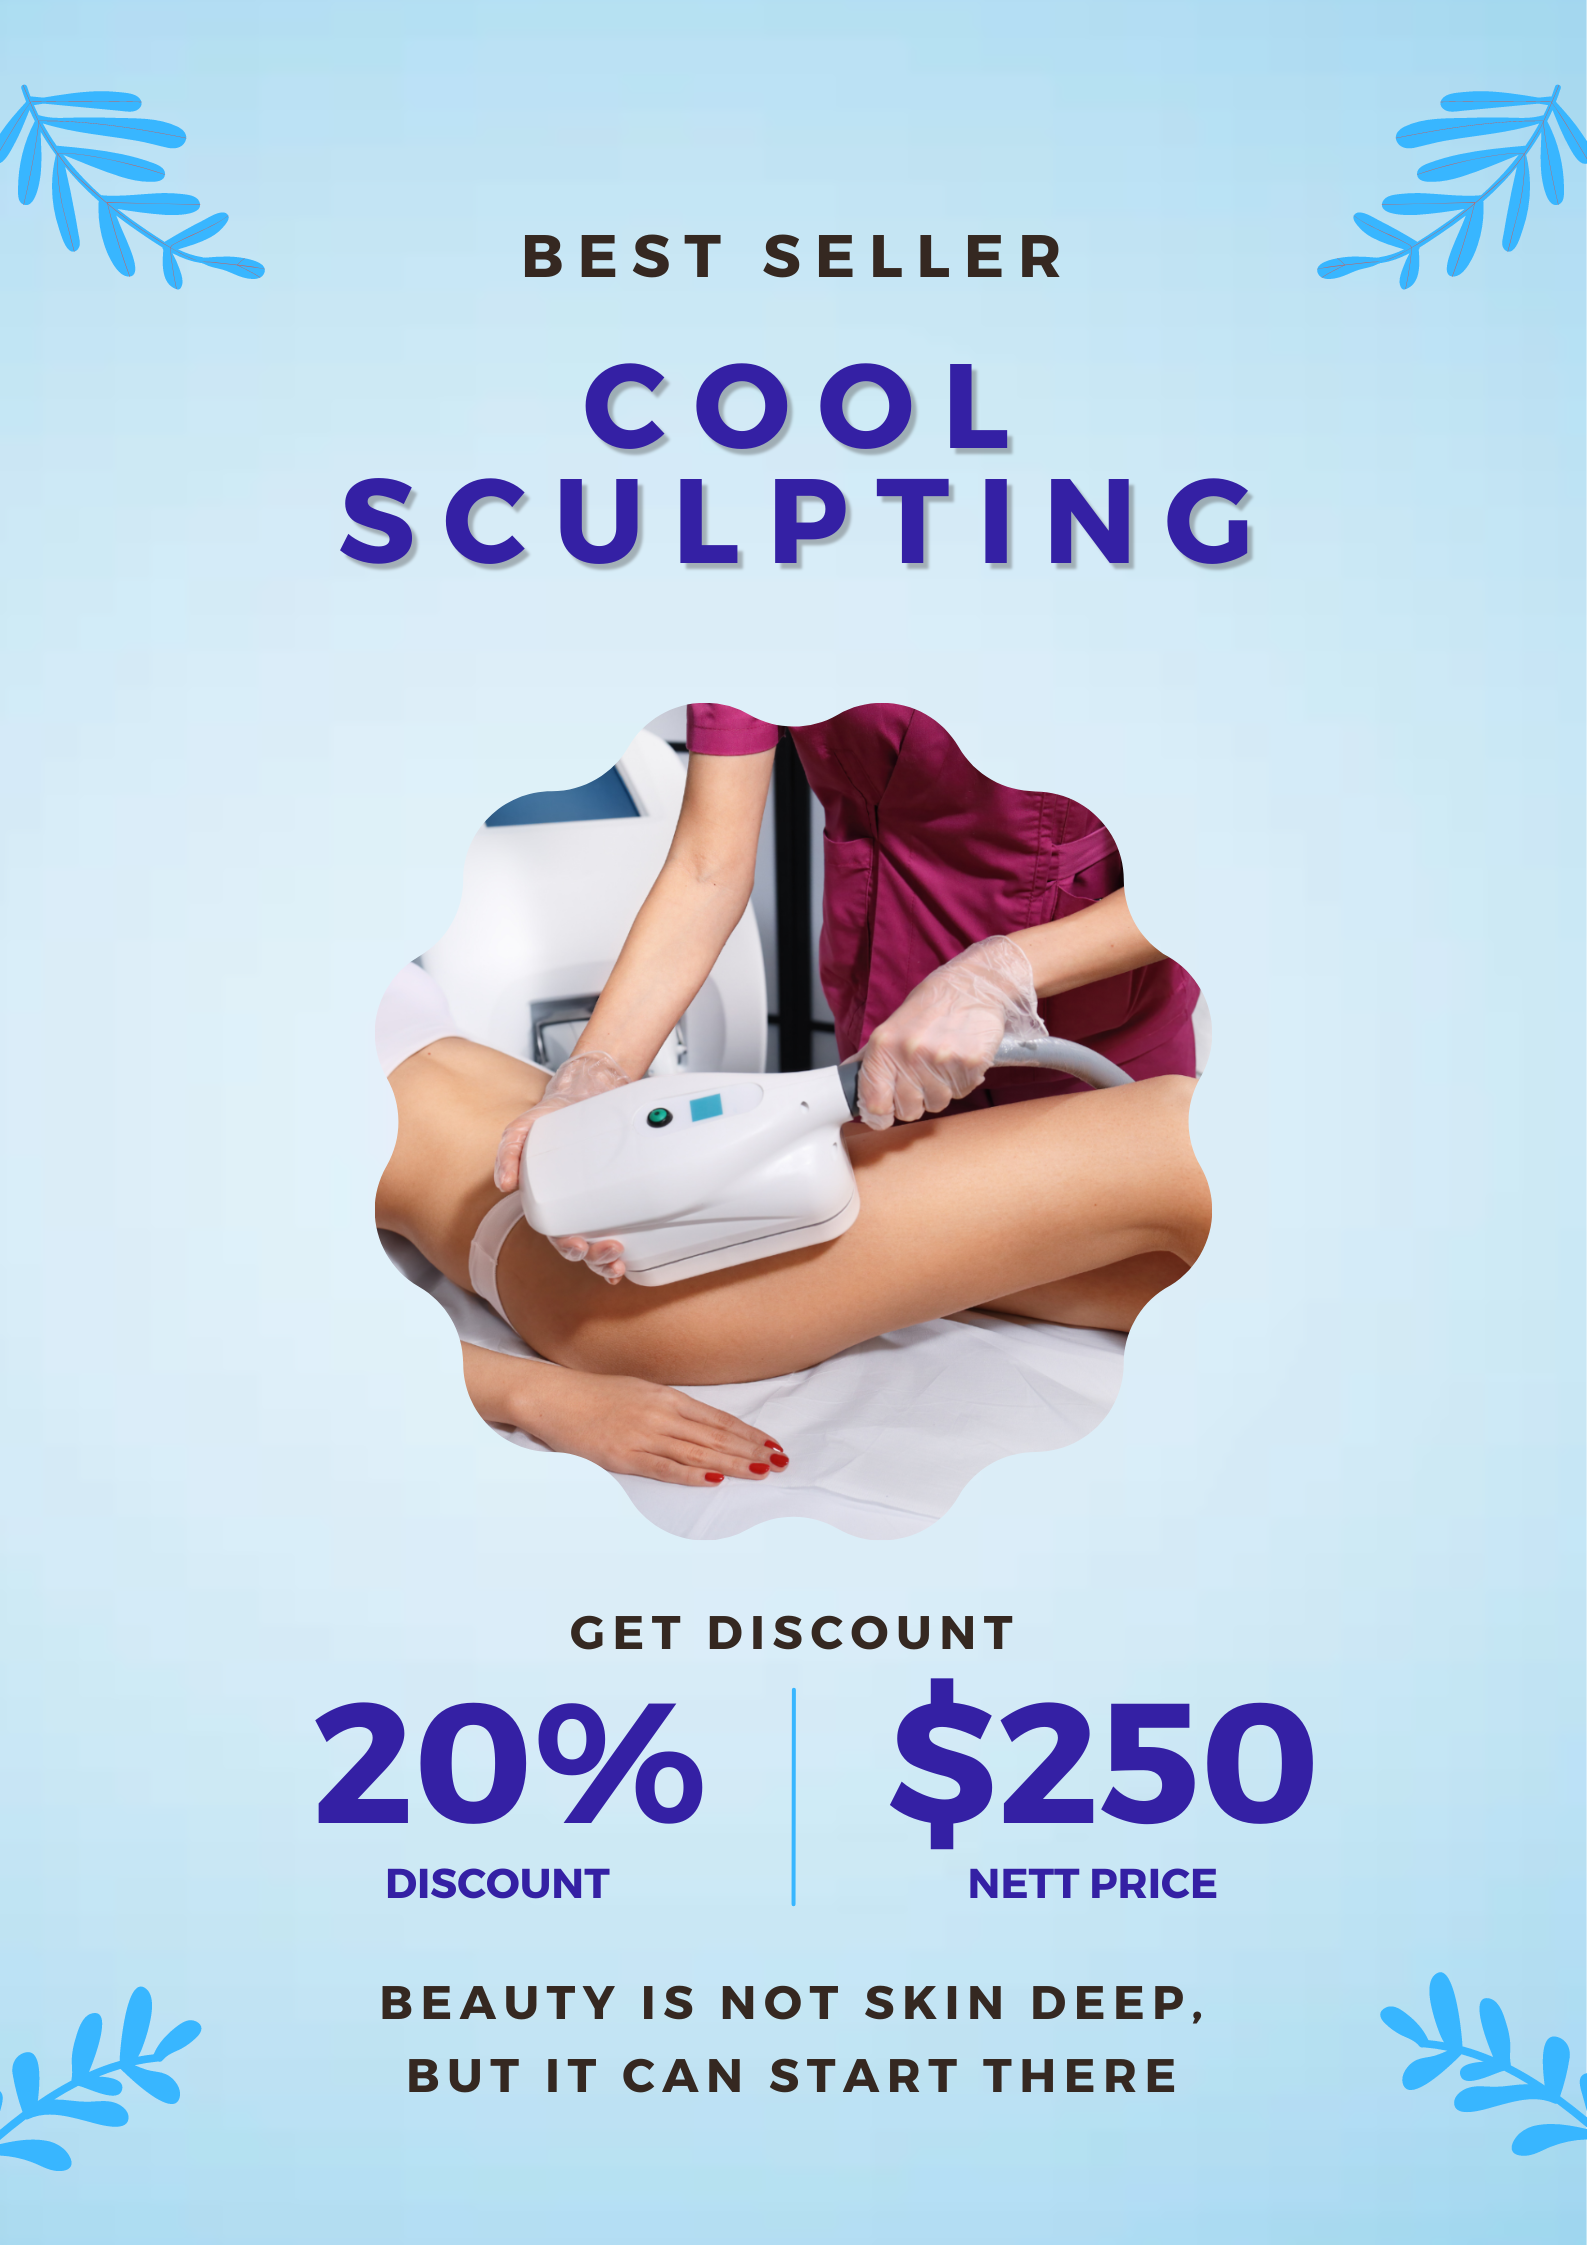 BEST SELLER
COOL
SCULPTING
GET DISCOUNT
20%
DISCOUNT
$250
NETT PRICE
BEAUTY IS NOT SKIN DEEP,
BUT IT CAN START THERE